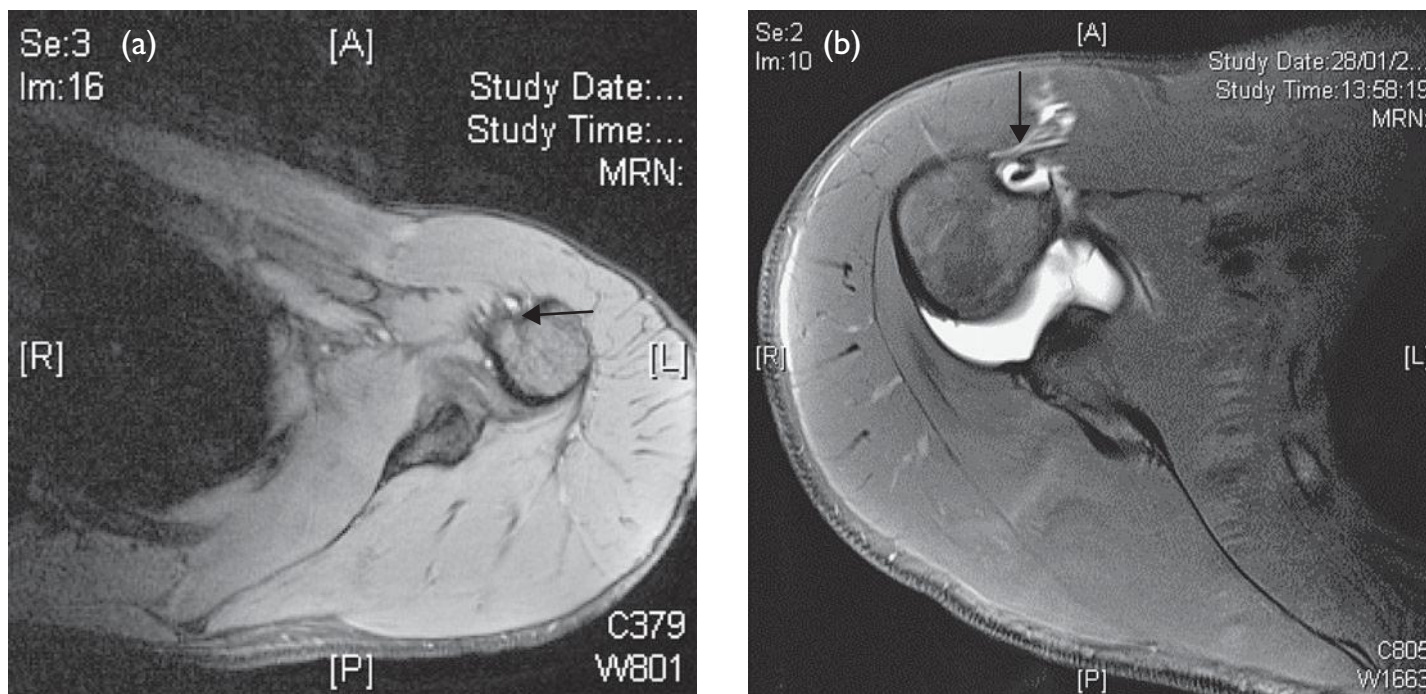 Se:3 (a) [A]
Im:16
Study Date:...
Study Time:...
MRN:
[R] [L]
C379
[P] W801
Se:2 (b) [A]
Im:10
Study Date:28/01/2...
Study Time:13:58:19
MRN:
[R] [L]
C805
[P] W1663